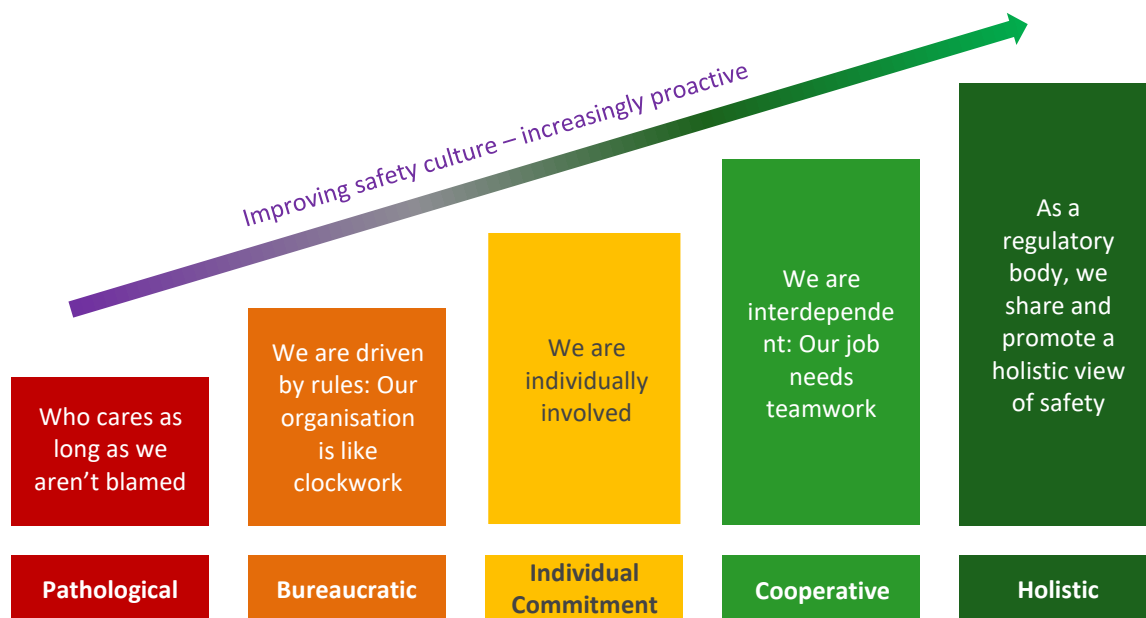 Improving safety culture – increasingly proactive
Who cares as
long as we
aren’t blamed
We are driven
by rules: Our
organisation
is like
clockwork
We are
individually
involved
We are
interdepende
nt: Our job
needs
teamwork
As a
regulatory
body, we
share and
promote a
holistic view
of safety
Pathological
Bureaucratic
Individual
Commitment
Cooperative
Holistic